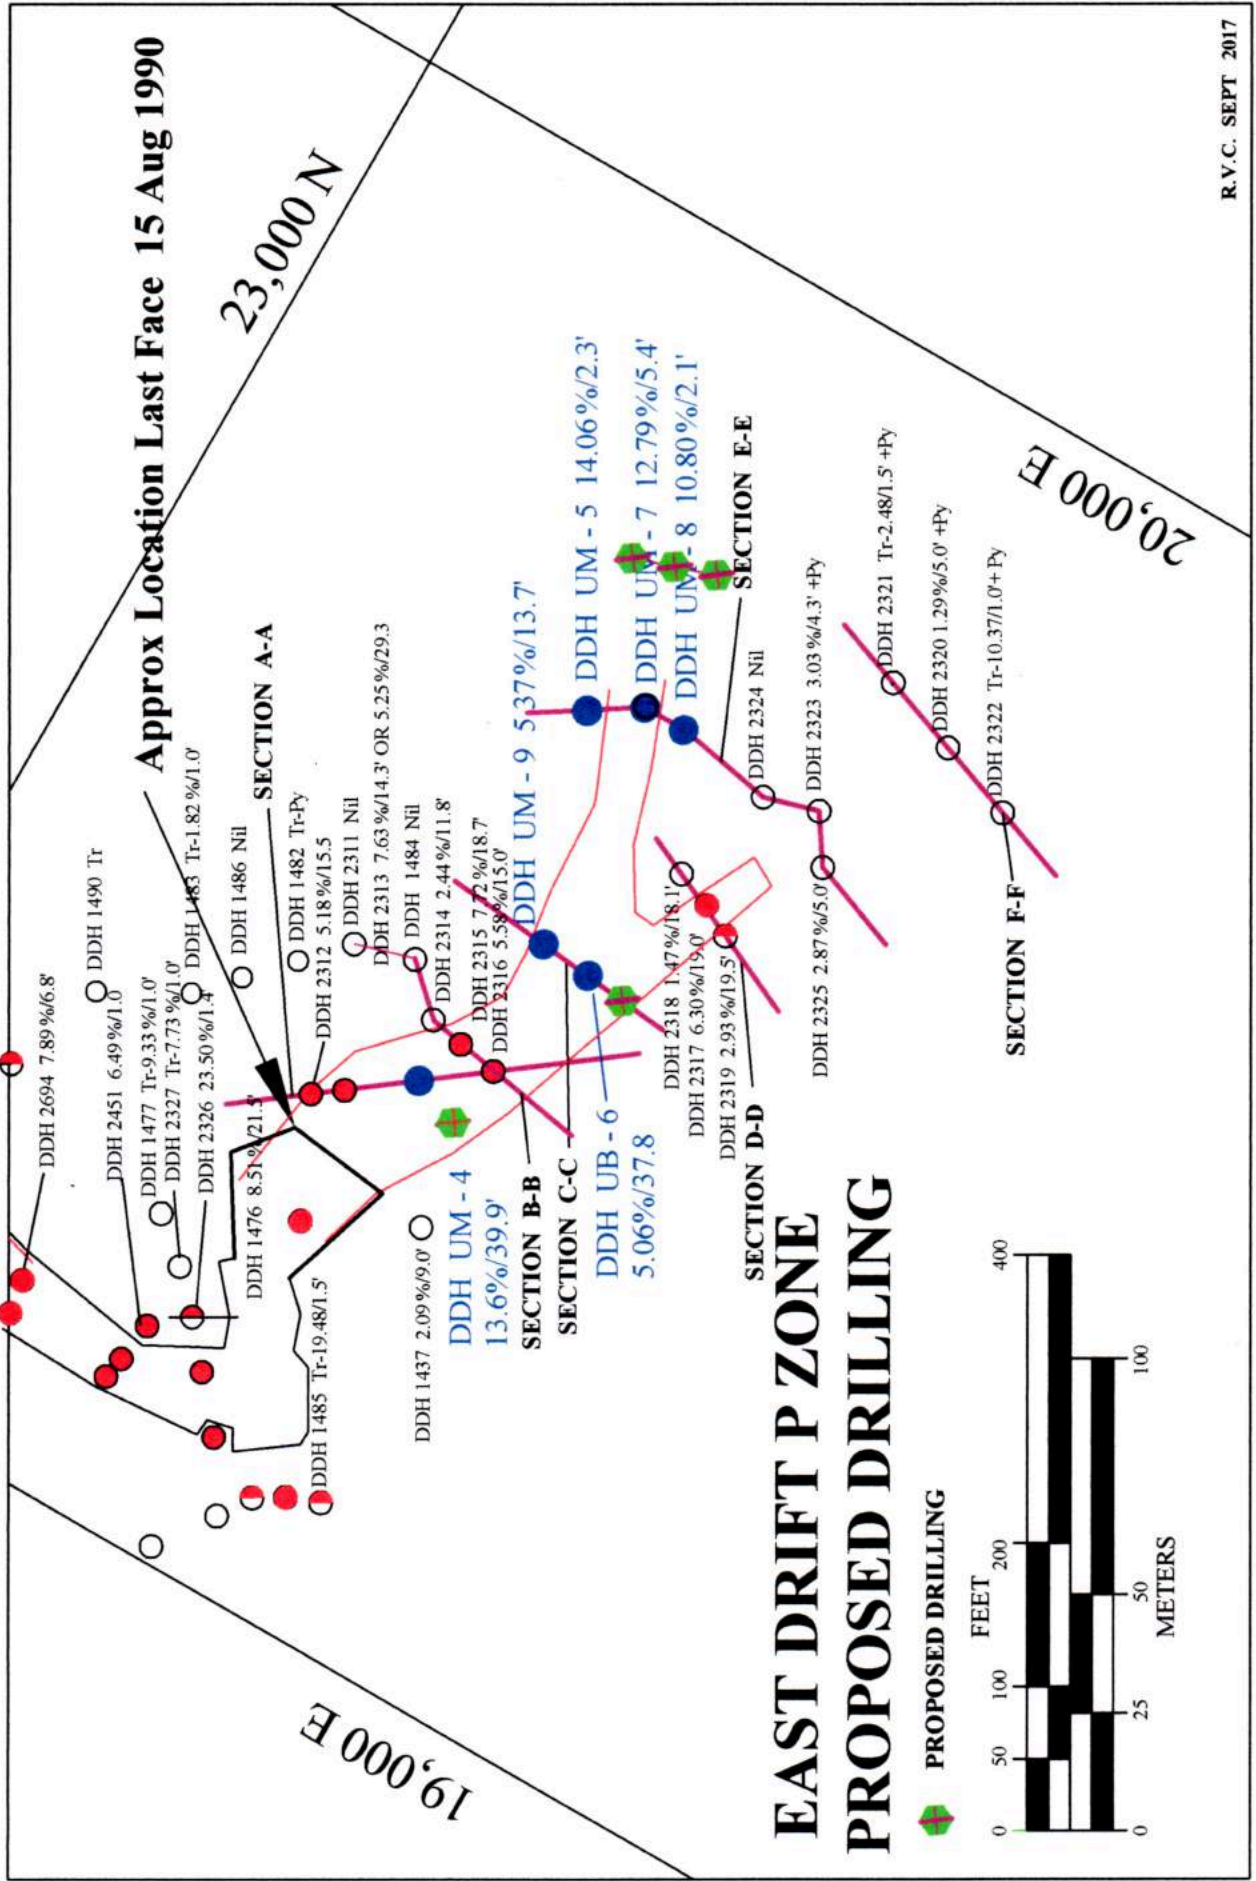 Approx Location Last Face 15 Aug 1990
23,000 N
20,000 E
19,000 E
DDH 2694 7.89%/6.8'
DDH 1490 Tr
DDH 2451 6.49%/1.0
DDH 1477 Tr-9.33%/1.0'
DDH 2327 Tr-7.73%/1.0'
DDH 1483 Tr-1.82%/1.0'
DDH 2326 23.50%/1.4'
DDH 1486 Nil
DDH 1476 8.51%/21.5'
SECTION A-A
DDH 1482 Tr-Py
DDH 2312 5.18%/15.5
DDH 1485 Tr-19.48/1.5'
DDH 2311 Nil
DDH 2313 7.63%/14.3' OR 5.25%/29.3
DDH 1484 Nil
DDH 1437 2.09%/9.0'
DDH 2314 2.44%/11.8'
DDH UM - 4
13.6%/39.9'
DDH 2315 7.72%/18.7'
DDH 2316 5.58%/15.0'
DDH UM - 9 5.37%/13.7'
SECTION B-B
SECTION C-C
DDH UM - 5 14.06%/2.3'
DDH UB - 6
5.06%/37.8
DDH UM - 7 12.79%/5.4'
DDH UM - 8 10.80%/2.1'
DDH 2318 1.47%/18.1'
DDH 2317 6.30%/19.0'
DDH 2319 2.93%/19.5'
SECTION D-D
SECTION E-E
DDH 2324 Nil
DDH 2323 3.03%/4.3' +Py
DDH 2325 2.87%/5.0'
DDH 2321 Tr-2.48/1.5' +Py
DDH 2320 1.29%/5.0' +Py
DDH 2322 Tr-10.37/1.0'+ Py
SECTION F-F
EAST DRIFT P ZONE
PROPOSED DRILLING
PROPOSED DRILLING
FEET
0 50 100 200 400
0 25 50 100
METERS
R.V.C. SEPT 2017